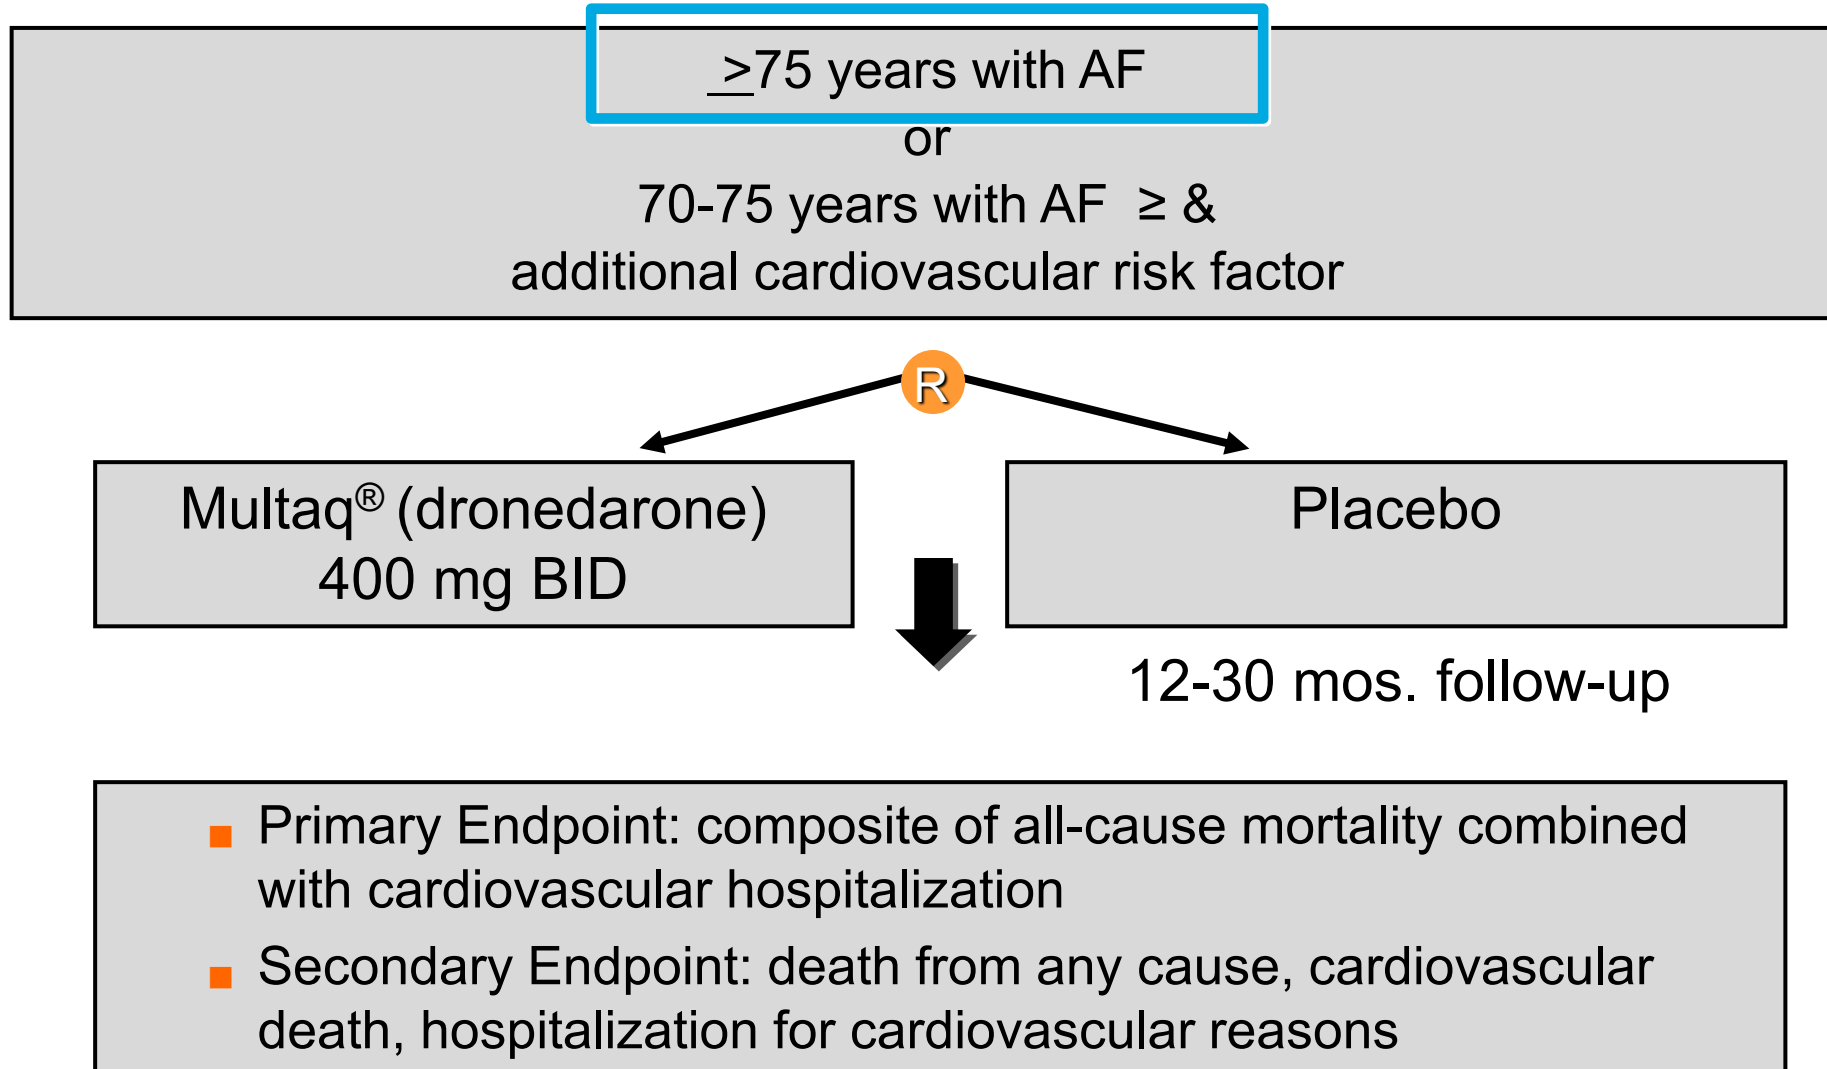 ≥75 years with AF
or
70-75 years with AF ≥ &
additional cardiovascular risk factor
R
Multaq® (dronedarone)
400 mg BID
Placebo
12-30 mos. follow-up
■ Primary Endpoint: composite of all-cause mortality combined
with cardiovascular hospitalization
■ Secondary Endpoint: death from any cause, cardiovascular
death, hospitalization for cardiovascular reasons